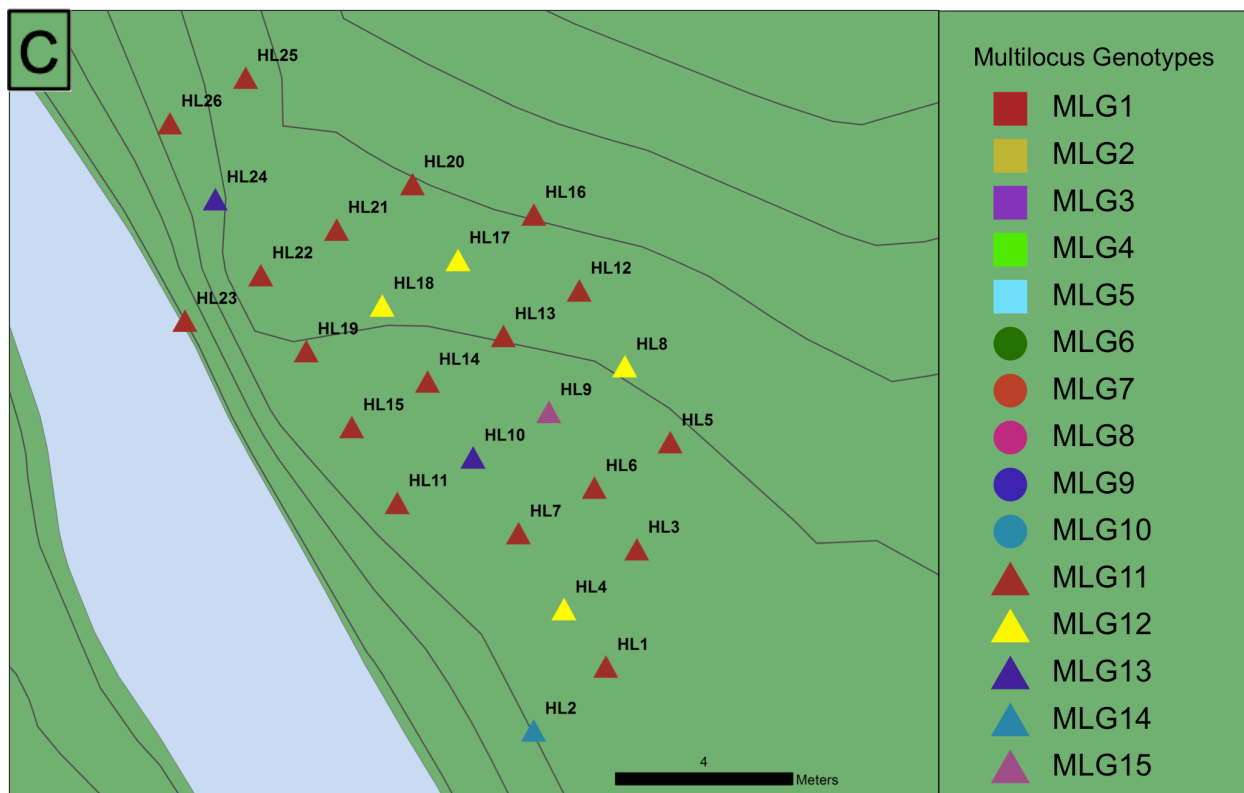 C
HL25
HL26
HL20
HL24
HL16
HL21
HL17
HL22
HL12
HL18
HL23
HL13
HL19
HL8
HL14
HL9
HL15
HL5
HL10
HL6
HL11
HL7
HL3
HL4
HL1
HL2
4
Meters
Multilocus Genotypes
MLG1
MLG2
MLG3
MLG4
MLG5
MLG6
MLG7
MLG8
MLG9
MLG10
MLG11
MLG12
MLG13
MLG14
MLG15